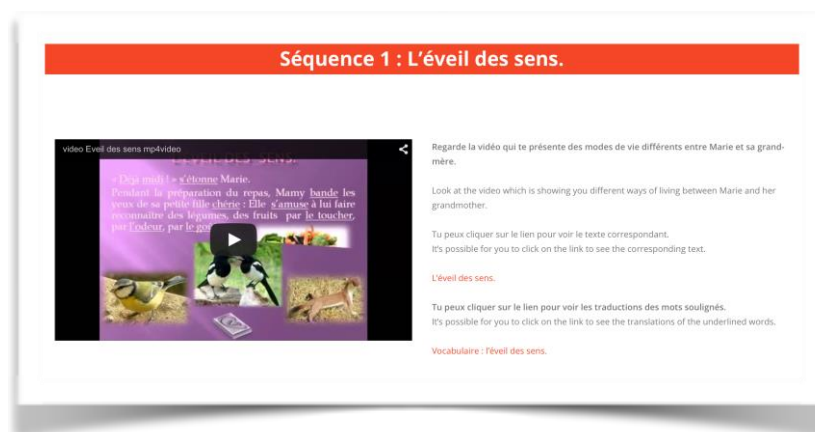 Séquence 1 : L'éveil des sens.
video Eveil des sens mp4video
L'EVEIL DES SENS.
« Déjà midi ! » s'étonne Marie.
Pendant la préparation du repas, Mamy bande les
yeux de sa petite fille chérie : Elle s'amuse à lui faire
reconnaître des légumes, des fruits par le toucher,
par l'odeur, par le
Regarde la vidéo qui te présente des modes de vie différents entre Marie et sa grand-
mère.
Look at the video which is showing you different ways of living between Marie and her
grandmother.
Tu peux cliquer sur le lien pour voir le texte correspondant.
It's possible for you to click on the link to see the corresponding text.
L'éveil des sens.
Tu peux cliquer sur le lien pour voir les traductions des mots soulignés.
It's possible for you to click on the link to see the translations of the underlined words.
Vocabulaire : l'éveil des sens.